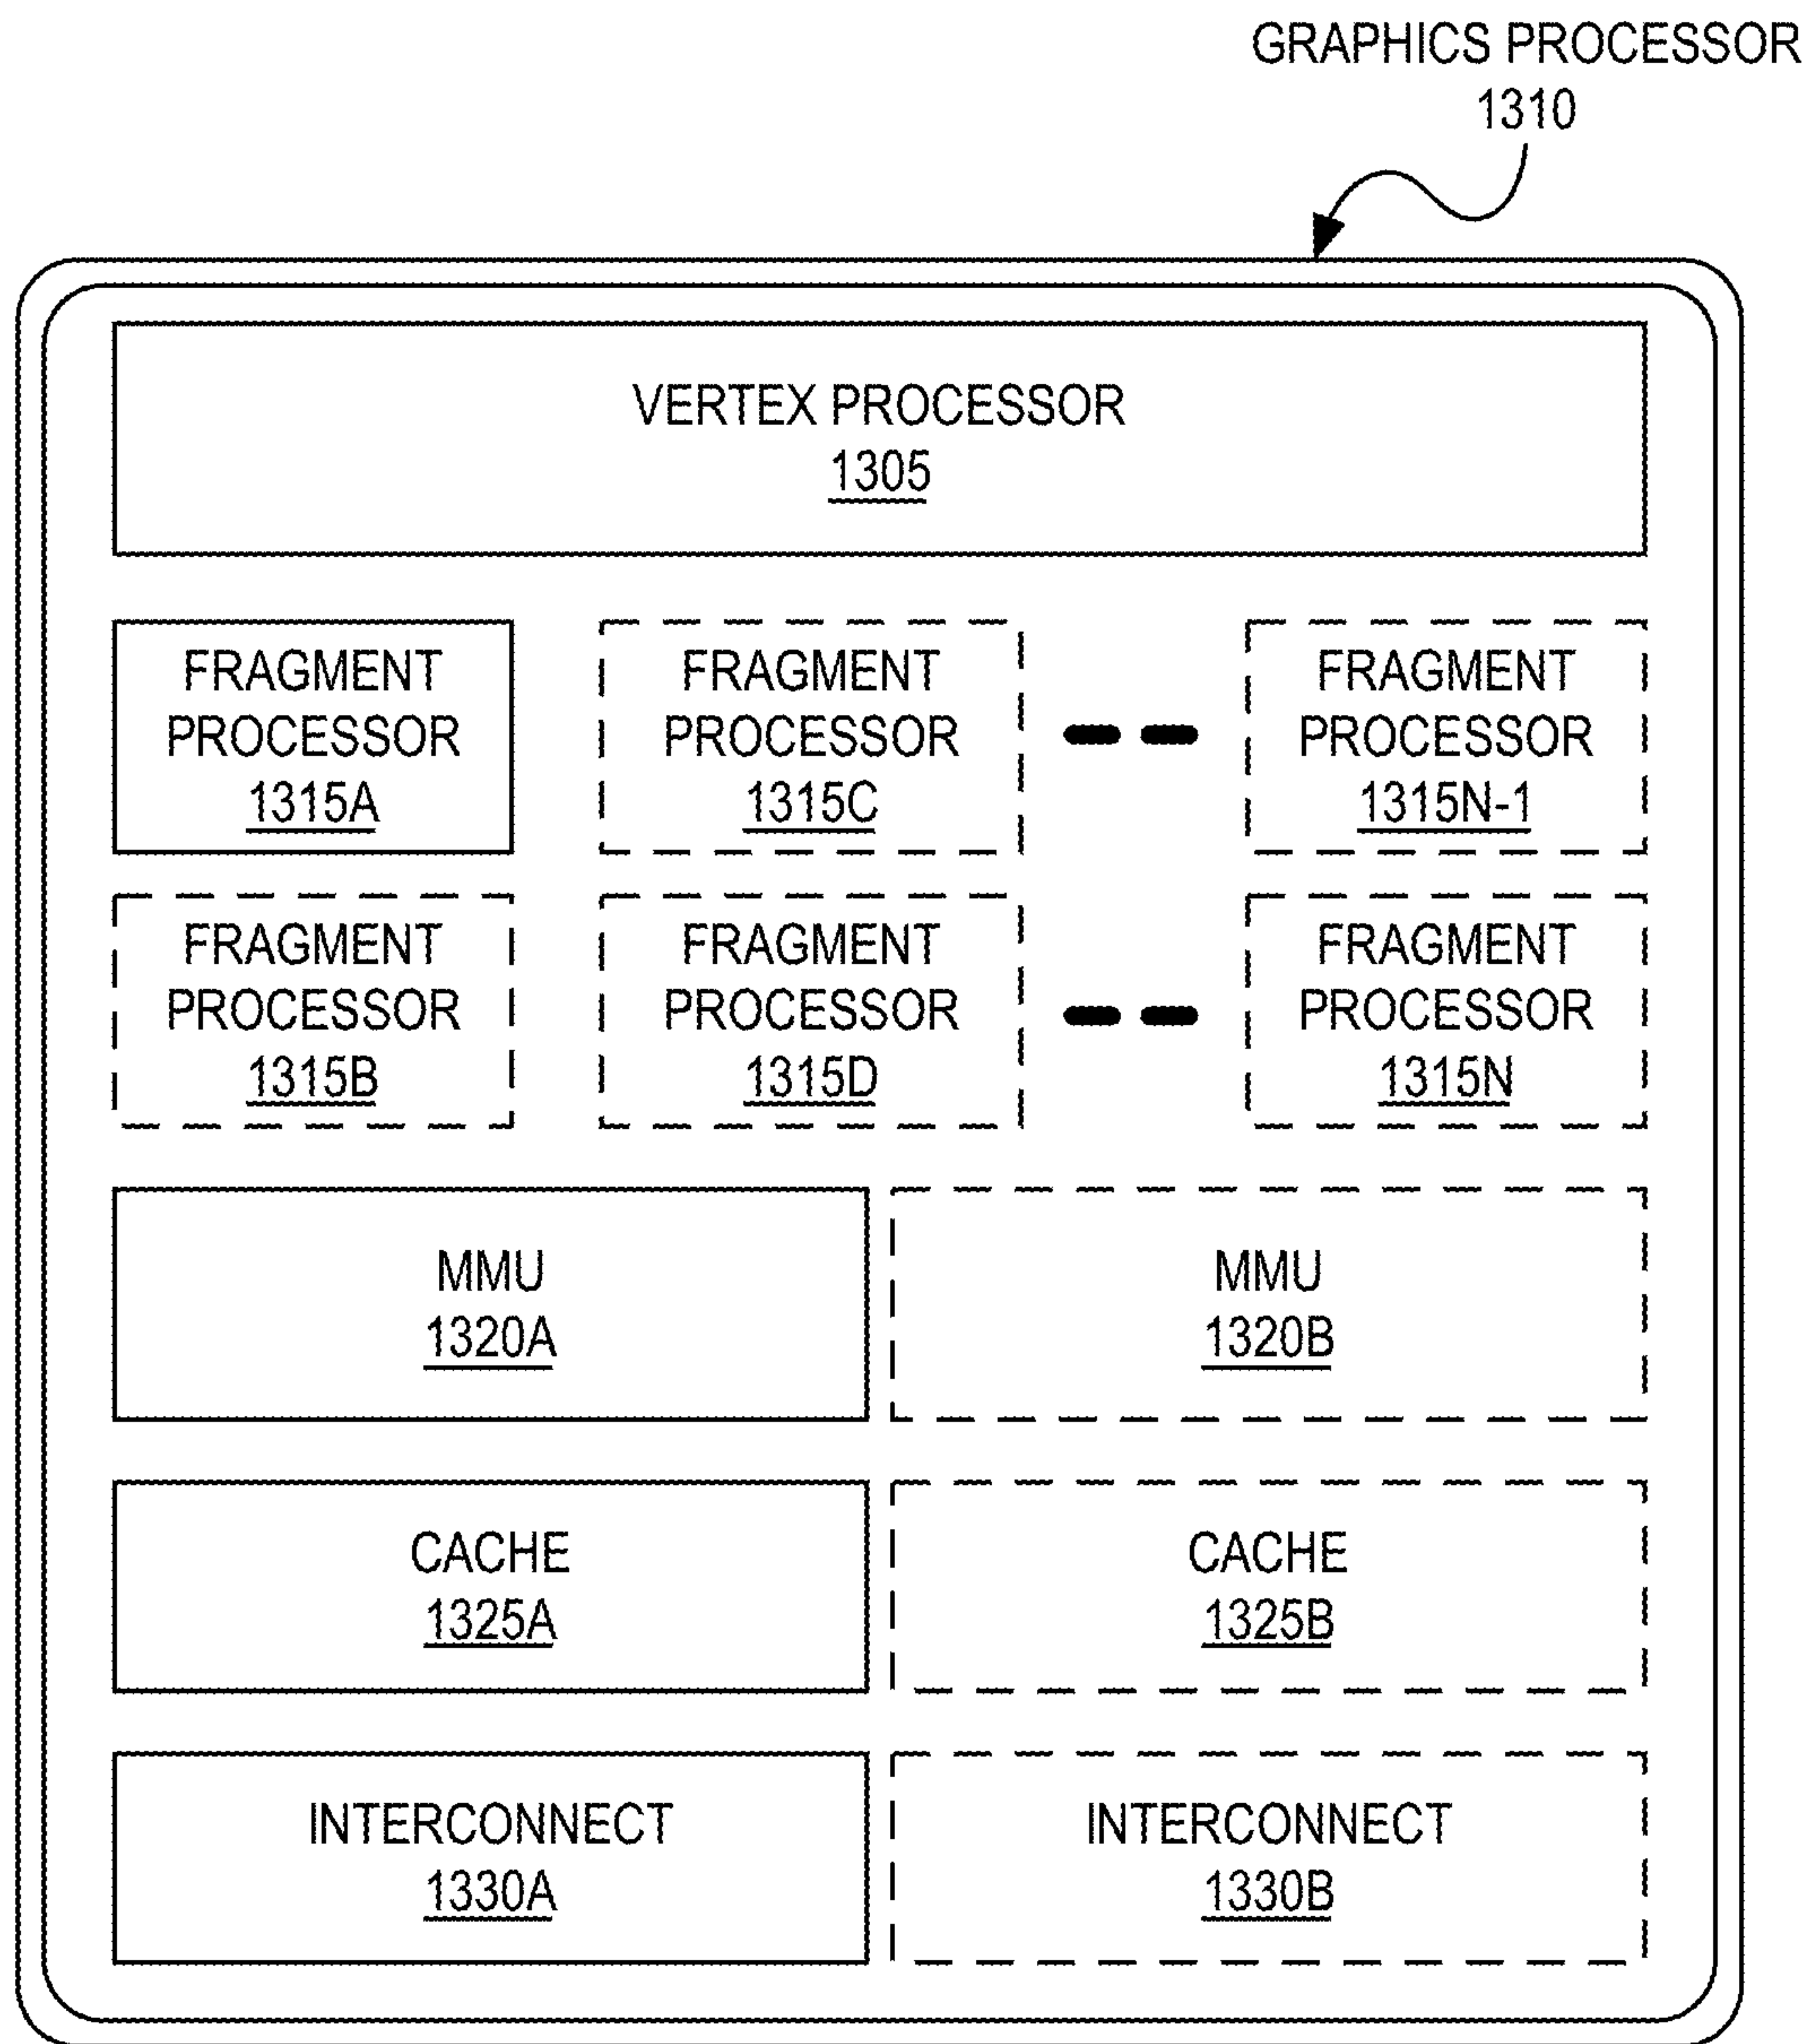 GRAPHICS PROCESSOR
1310
VERTEX PROCESSOR
1305
FRAGMENT
PROCESSOR
1315A
FRAGMENT
PROCESSOR
1315C
FRAGMENT
PROCESSOR
1315N-1
FRAGMENT
PROCESSOR
1315B
FRAGMENT
PROCESSOR
1315D
FRAGMENT
PROCESSOR
1315N
MMU
1320A
MMU
1320B
CACHE
1325A
CACHE
1325B
INTERCONNECT
1330A
INTERCONNECT
1330B